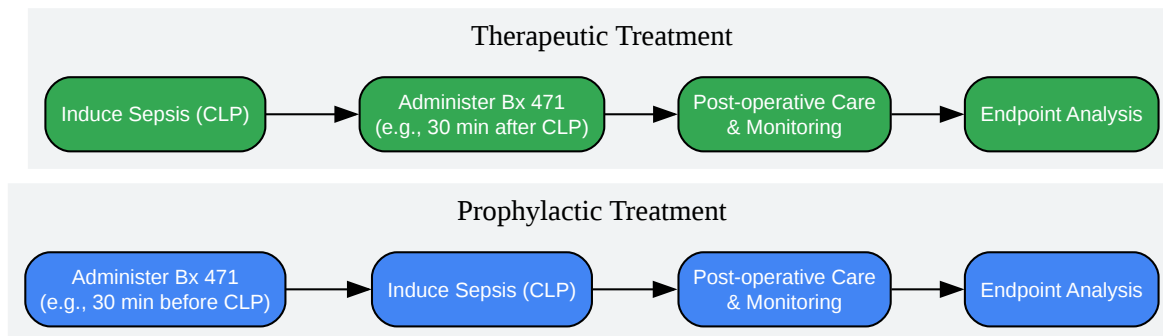 Therapeutic Treatment
Induce Sepsis (CLP)
Administer Bx 471
(e.g., 30 min after CLP)
Post-operative Care
& Monitoring
Endpoint Analysis
Prophylactic Treatment
Administer Bx 471
(e.g., 30 min before CLP)
Induce Sepsis (CLP)
Post-operative Care
& Monitoring
Endpoint Analysis